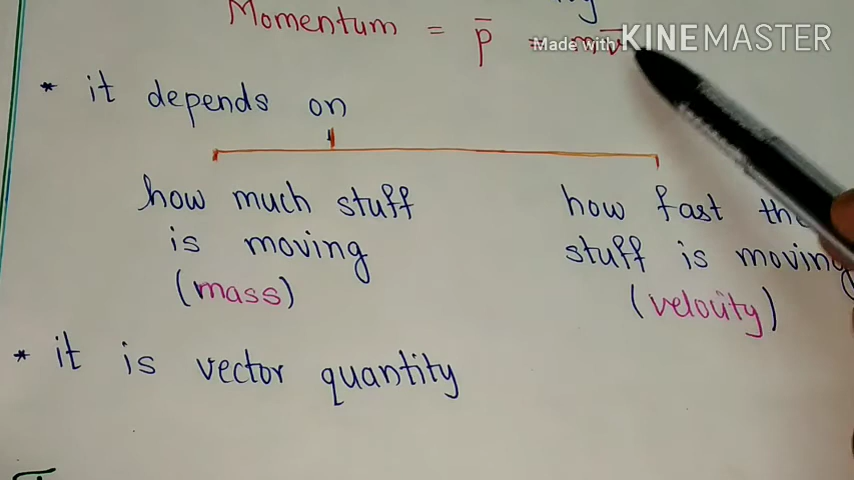 Momentum = p̅ = mv̅
Made with KINEMASTER
* it depends on
how much stuff
is moving
(mass)
how fast the
stuff is moving
(velocity)
* it is vector quantity